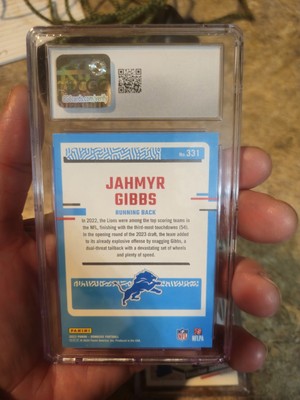 No. 331
JAHMYR
GIBBS
RUNNING BACK
In 2022, the Lions were among the top scoring teams in
the NFL, finishing with the third-most touchdowns (54). In
the opening round of the 2023 draft, the team added
to its already explosive offense by snagging Gibbs, a
dual-threat tailback with a devastating set of wheels
and plenty of speed.
PANINI
NFL
NFLPA